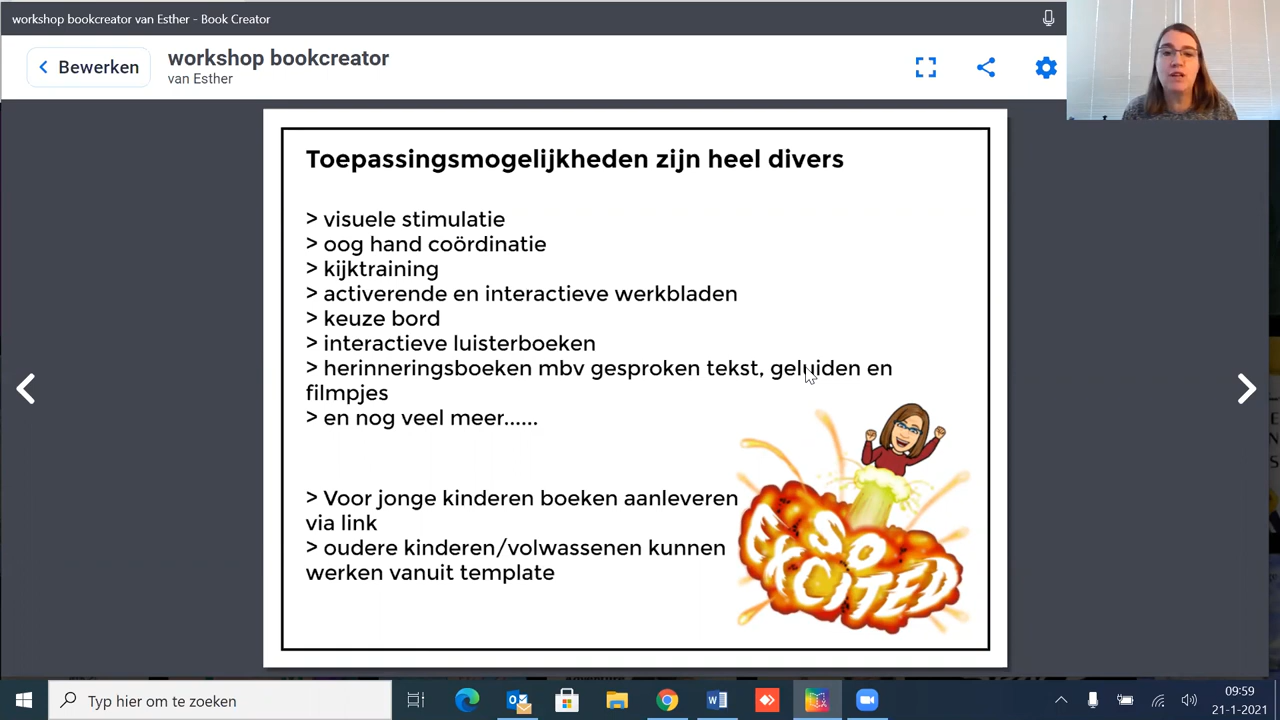 workshop bookcreator van Esther - Book Creator
Bewerken
workshop bookcreator
van Esther
Toepassingsmogelijkheden zijn heel divers
> visuele stimulatie
> oog hand coördinatie
> kijktraining
> activerende en interactieve werkbladen
> keuze bord
> interactieve luisterboeken
> herinneringsboeken mbv gesproken tekst, geluiden en
filmpjes
> en nog veel meer......
> Voor jonge kinderen boeken aanleveren
via link
> oudere kinderen/volwassenen kunnen
werken vanuit template
SO
EXCITED
Typ hier om te zoeken
09:59
21-1-2021